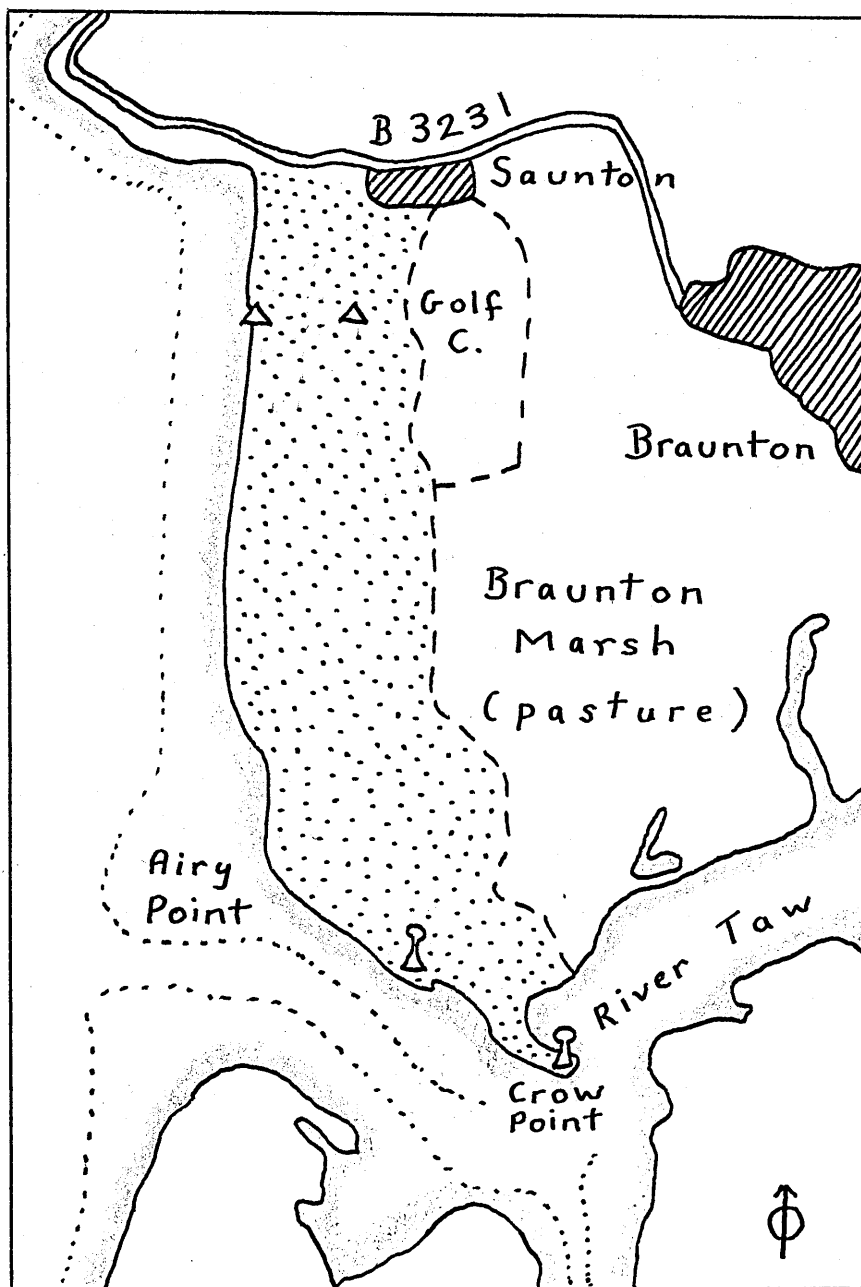 B 3231
Saunton
Golf
C.
Braunton
Braunton
Marsh
(pasture)
Airy
Point
River Taw
Crow
Point